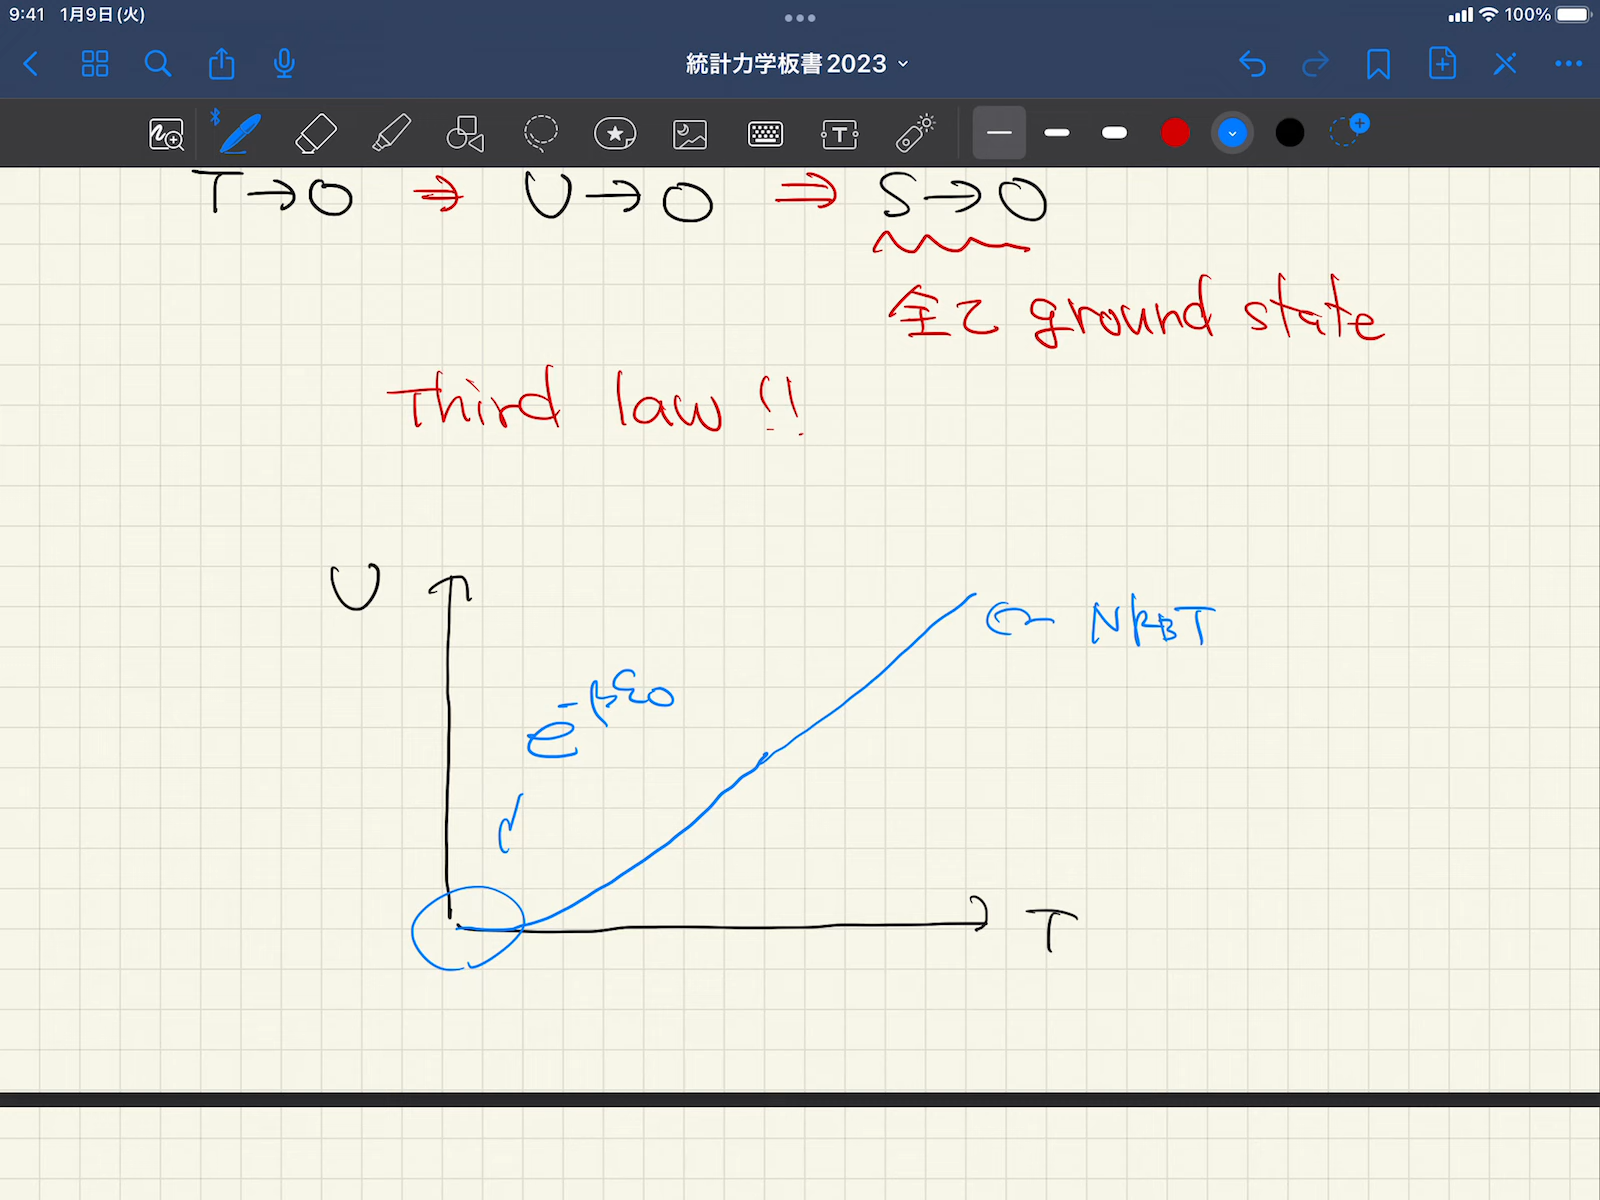 9:41 1月9日(火) 100%
統計力学板書2023
T→0 ⇒ U→0 ⇒ S→0
全て ground state
Third law !!
U
NkBT
e^-βε0
T